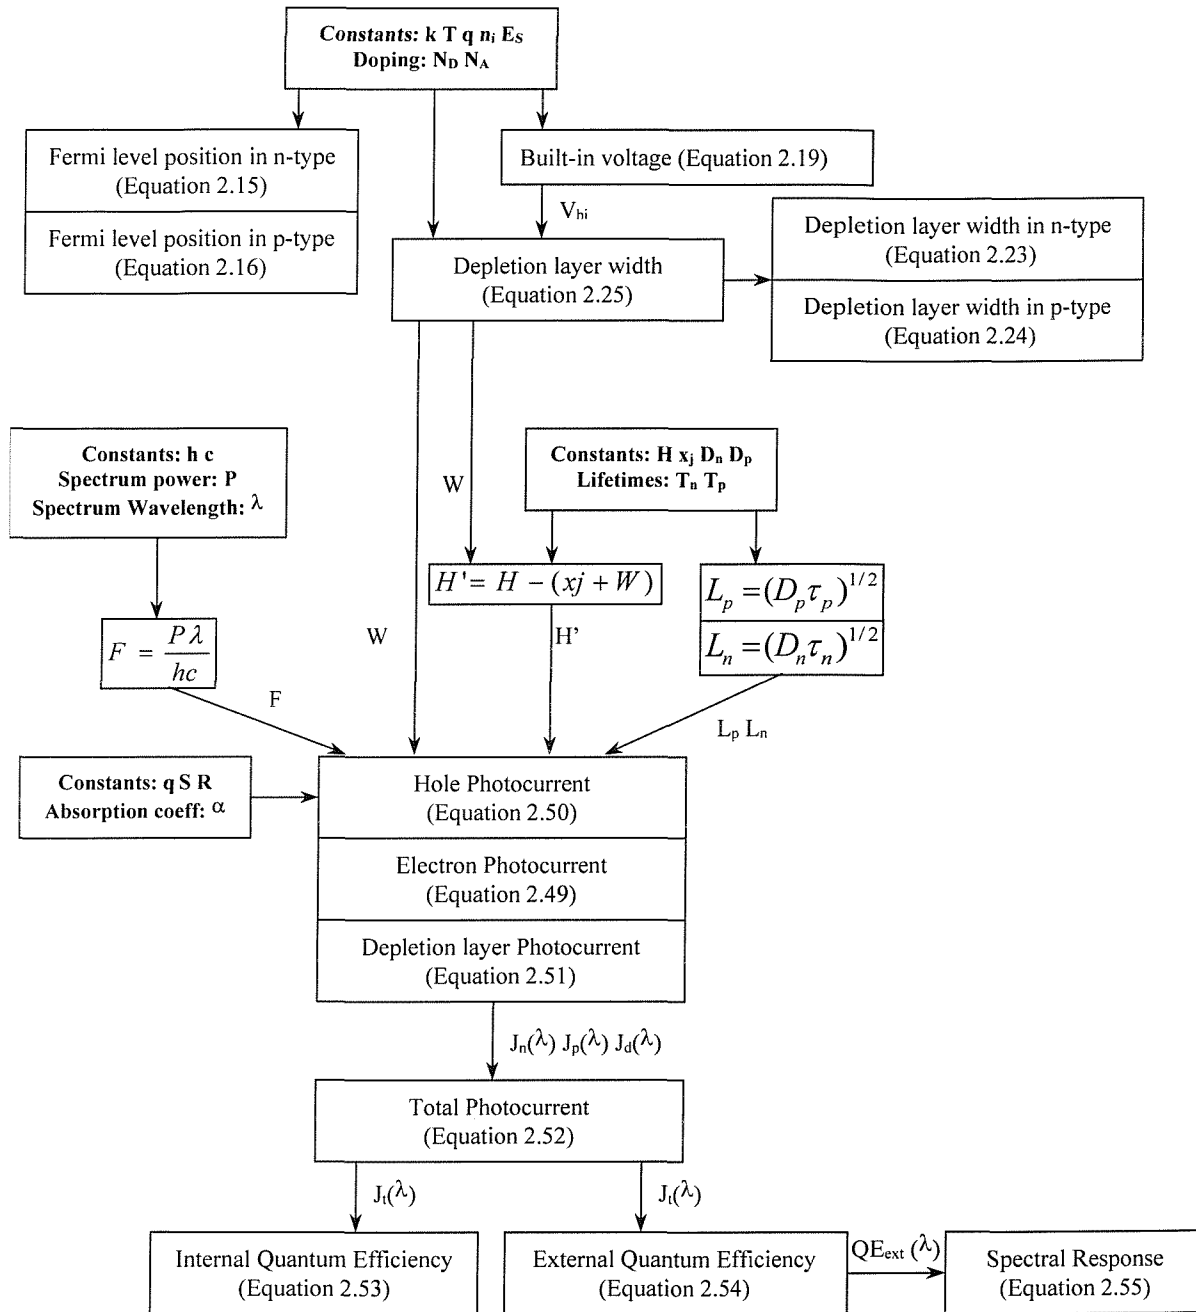 Constants: k T q nᵢ E_S
Doping: N_D N_A
Fermi level position in n-type
(Equation 2.15)
Fermi level position in p-type
(Equation 2.16)
Built-in voltage (Equation 2.19)
V_bi
Depletion layer width
(Equation 2.25)
Depletion layer width in n-type
(Equation 2.23)
Depletion layer width in p-type
(Equation 2.24)
Constants: h c
Spectrum power: P
Spectrum Wavelength: λ
Constants: H x_j D_n D_p
Lifetimes: T_n T_p
W
W
H' = H − (xj + W)
L_p = (D_p τ_p)^1/2
L_n = (D_n τ_n)^1/2
F = Pλ / hc
H'
F
L_p L_n
Constants: q S R
Absorption coeff: α
Hole Photocurrent
(Equation 2.50)
Electron Photocurrent
(Equation 2.49)
Depletion layer Photocurrent
(Equation 2.51)
J_n(λ) J_p(λ) J_d(λ)
Total Photocurrent
(Equation 2.52)
J_t(λ)
J_t(λ)
Internal Quantum Efficiency
(Equation 2.53)
External Quantum Efficiency
(Equation 2.54)
QE_ext (λ)
Spectral Response
(Equation 2.55)